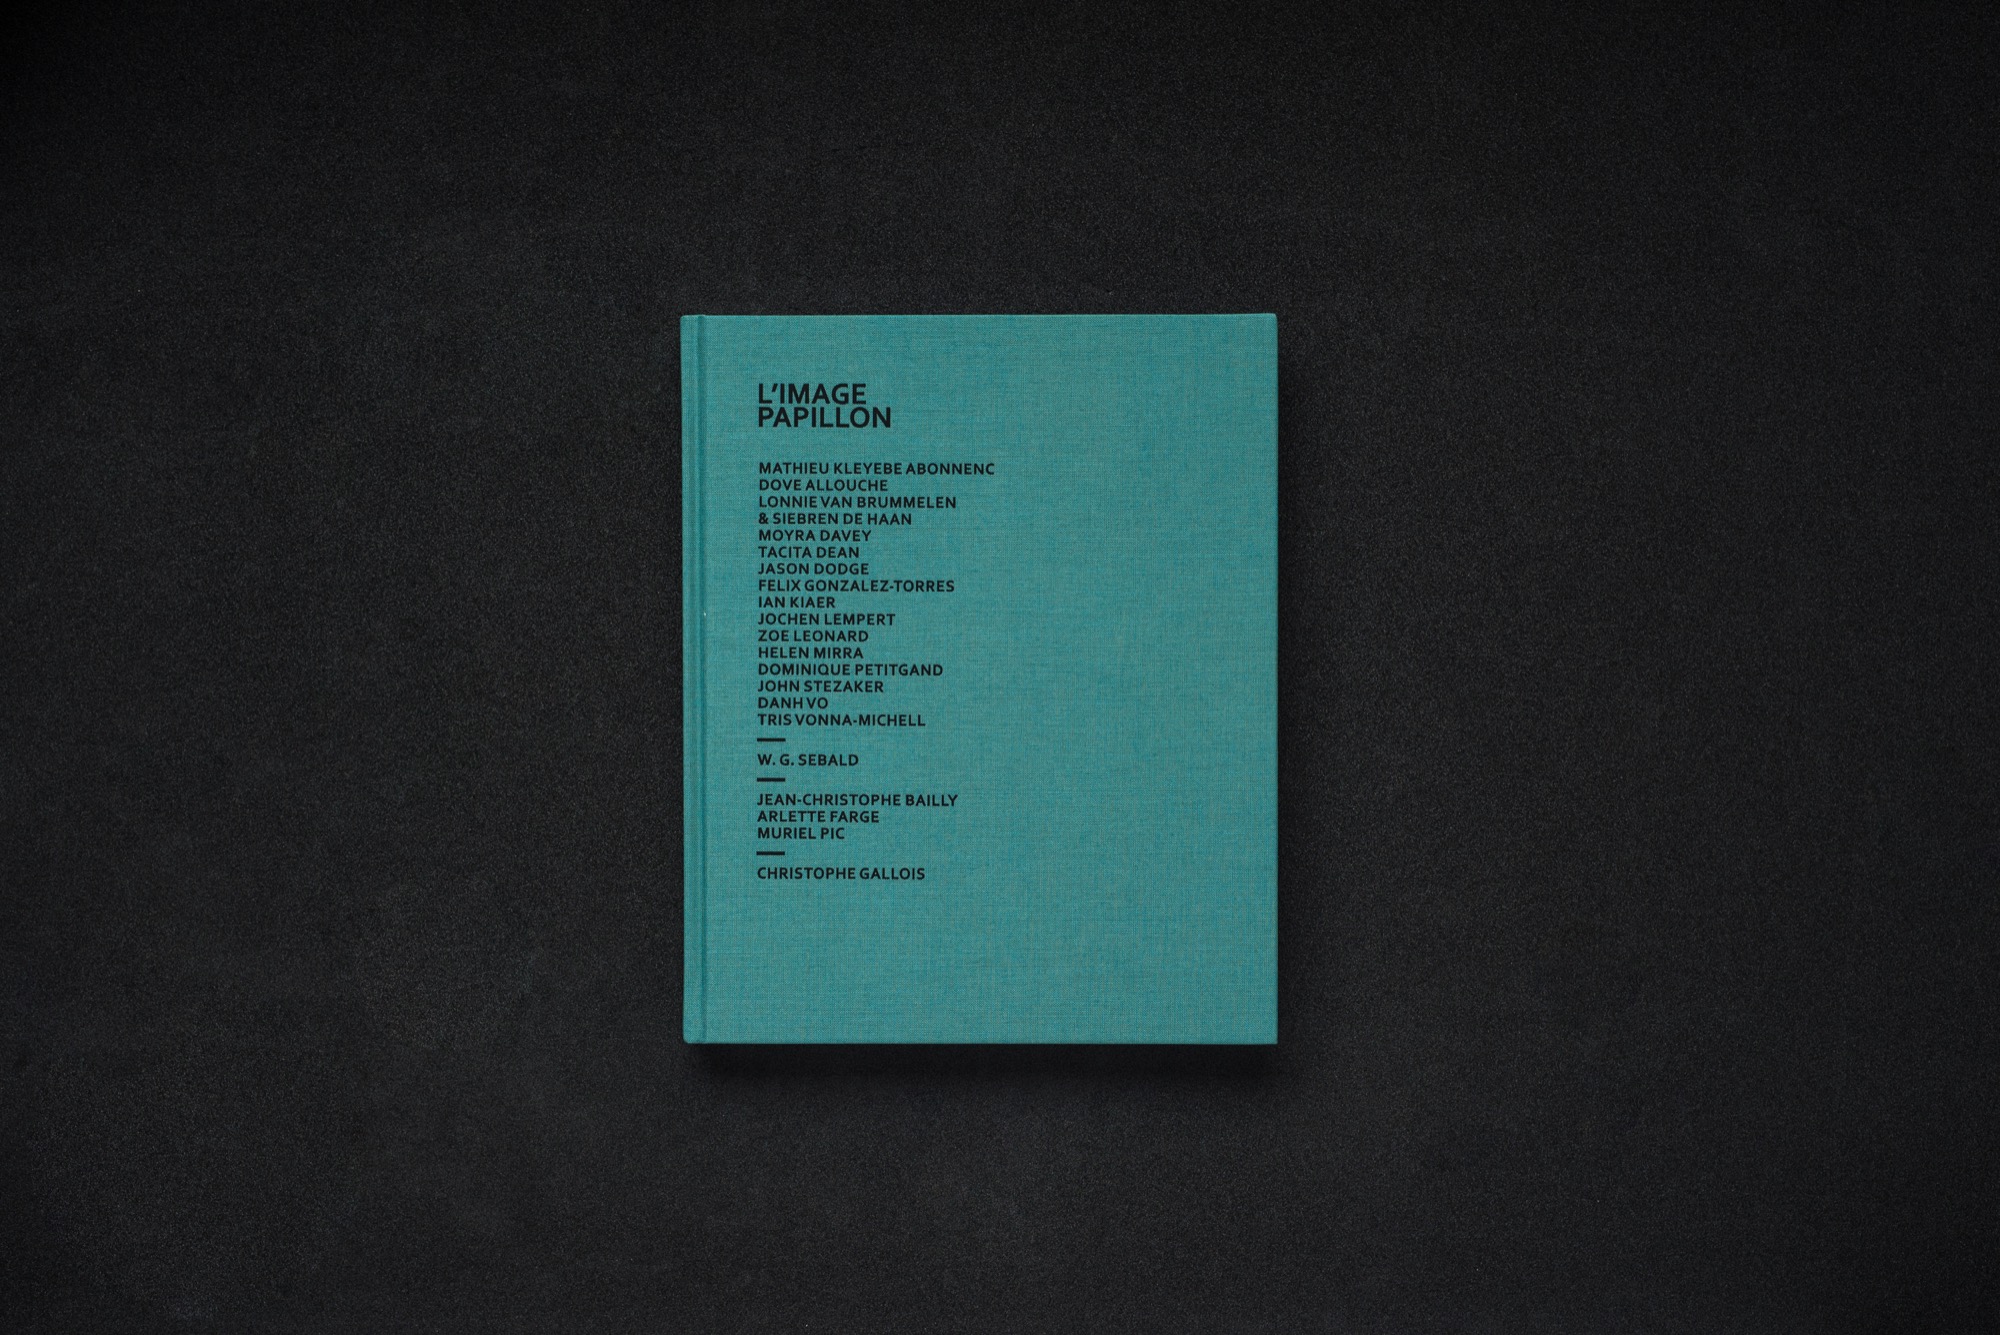 L'IMAGE
PAPILLON
MATHIEU KLEYEBE ABONNENC
DOVE ALLOUCHE
LONNIE VAN BRUMMELEN
& SIEBREN DE HAAN
MOYRA DAVEY
TACITA DEAN
JASON DODGE
FELIX GONZALEZ-TORRES
IAN KIAER
JOCHEN LEMPERT
ZOE LEONARD
HELEN MIRRA
DOMINIQUE PETITGAND
JOHN STEZAKER
DANH VO
TRIS VONNA-MICHELL
W. G. SEBALD
JEAN-CHRISTOPHE BAILLY
ARLETTE FARGE
MURIEL PIC
CHRISTOPHE GALLOIS